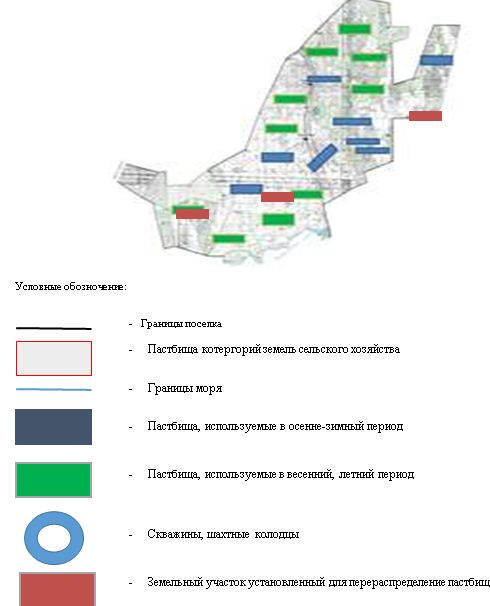 Условные обозначение:
- Границы поселка
- Пастбища котергорий земель сельского хозяйства
- Границы моря
- Пастбища, используемые в осенне-зимный период
- Пастбища, используемые в весенний, летний период
- Скважины, шахтные колодцы
- Земельный участок установленный для перераспределение пастбищ